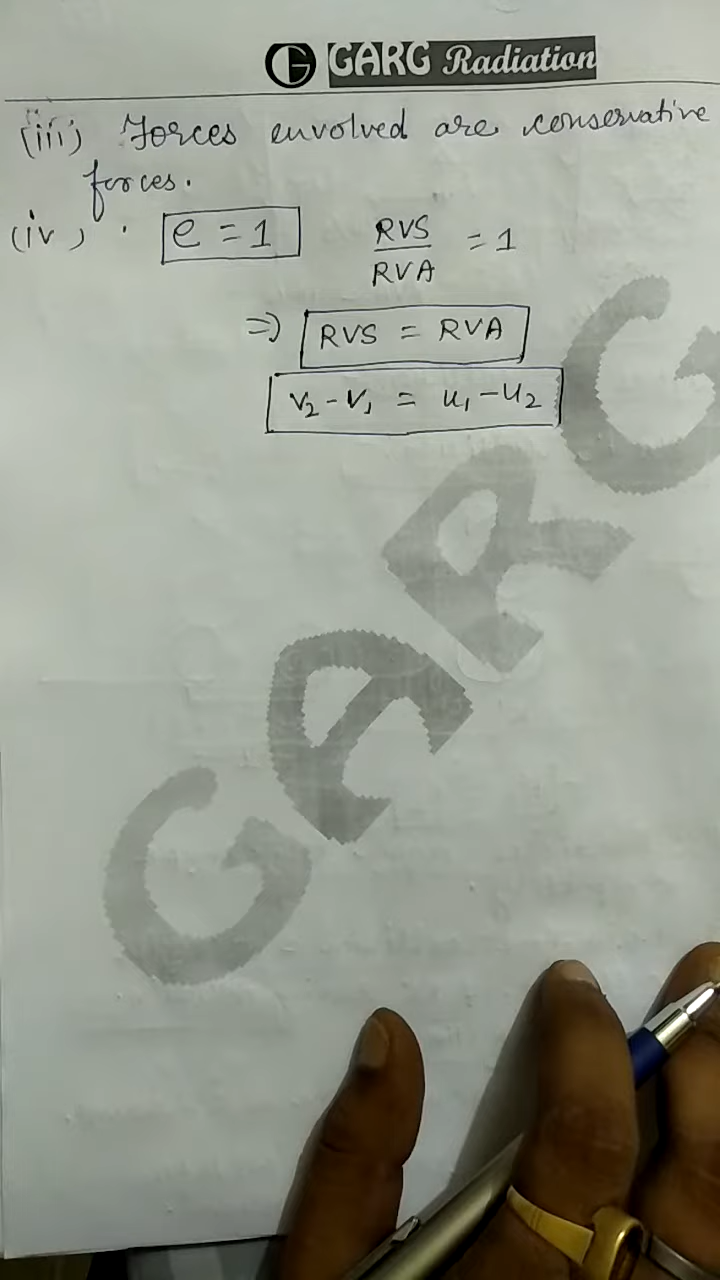 G GARG Radiation
(iii) Forces envolved are conservative
forces.
(iv) . e = 1 RVS/RVA = 1
=> RVS = RVA
V₂ - V₁ = u₁ - u₂
GARG